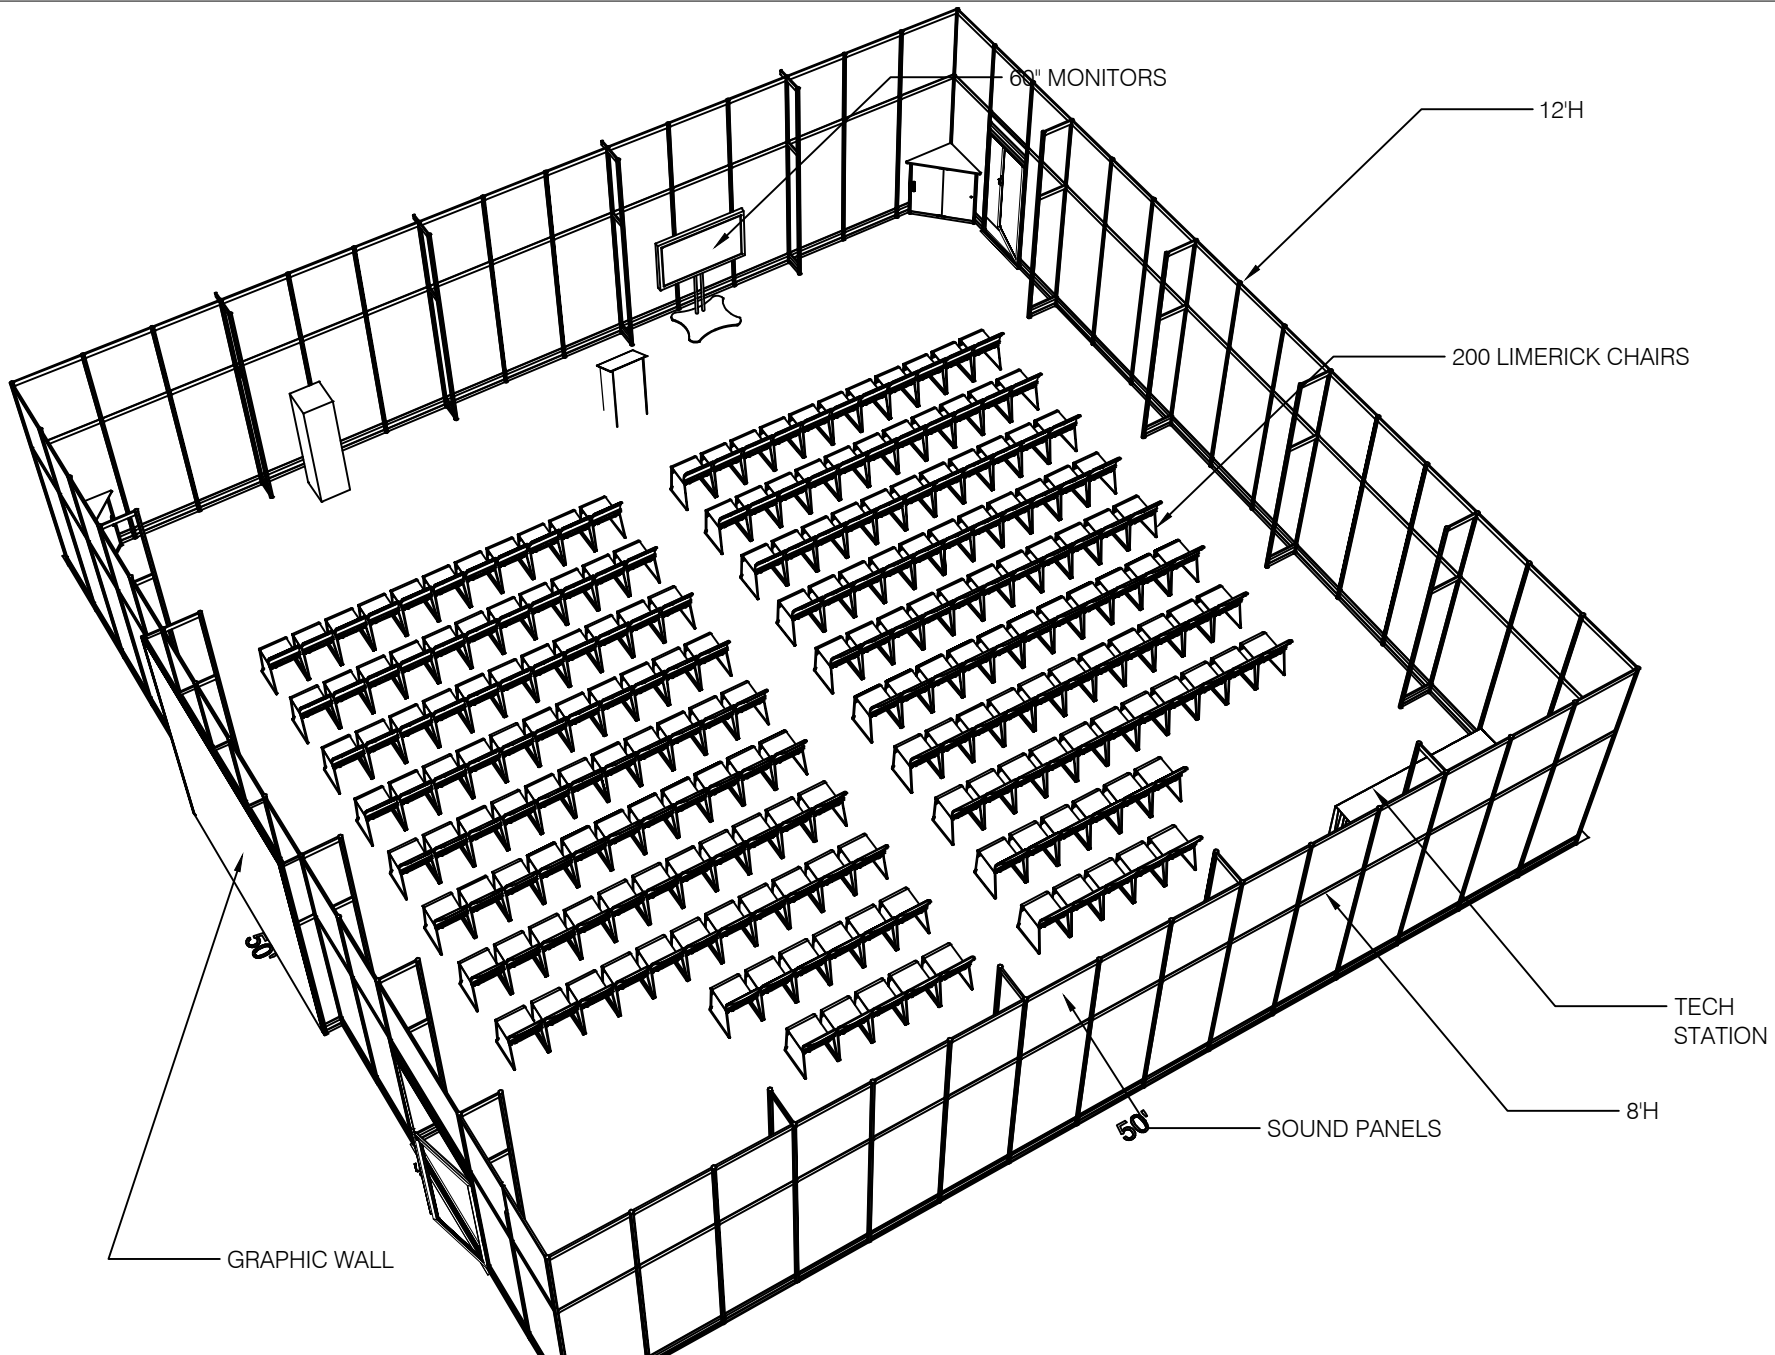 60" MONITORS
12'H
200 LIMERICK CHAIRS
50'
TECH
STATION
8'H
50'
SOUND PANELS
GRAPHIC WALL